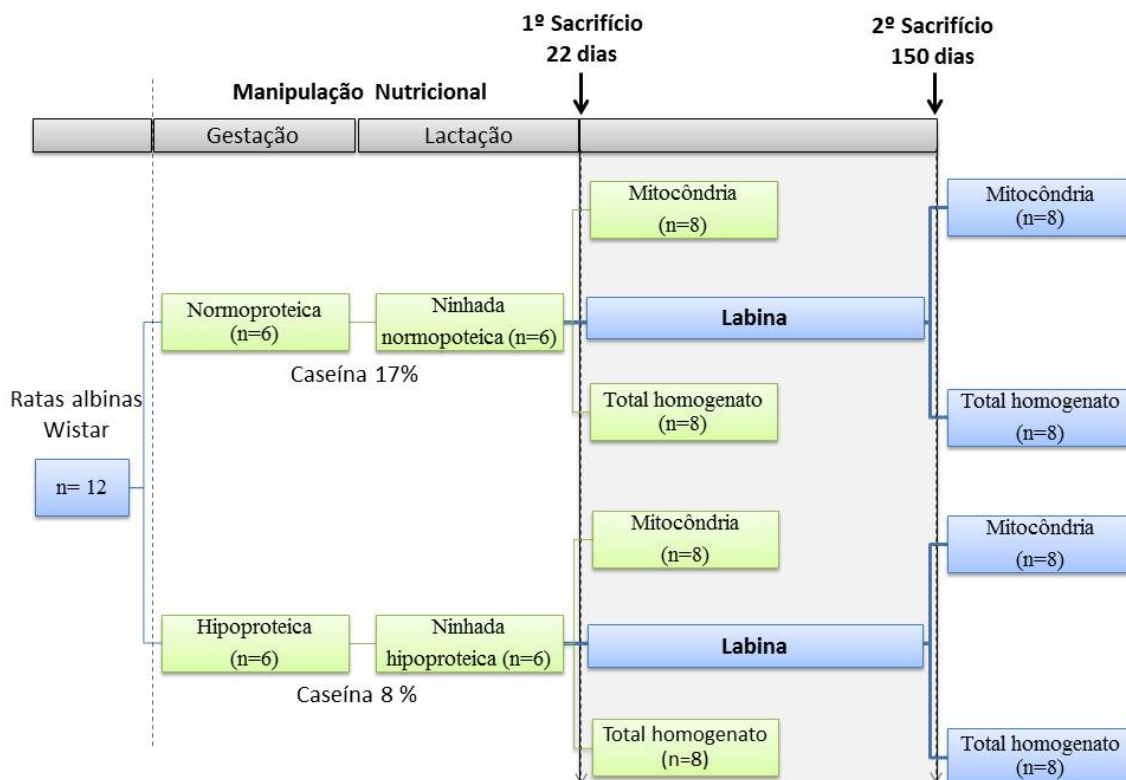 1º Sacrifício
22 dias
2º Sacrifício
150 dias
Manipulação Nutricional
Gestação
Lactação
Mitocôndria
(n=8)
Mitocôndria
(n=8)
Normoproteica
(n=6)
Ninhada
normopoteica (n=6)
Labina
Caseína 17%
Ratas albinas
Wistar
Total homogenato
(n=8)
Total homogenato
(n=8)
n= 12
Mitocôndria
(n=8)
Mitocôndria
(n=8)
Hipoproteica
(n=6)
Ninhada
hipoproteica (n=6)
Labina
Caseína 8 %
Total homogenato
(n=8)
Total homogenato
(n=8)